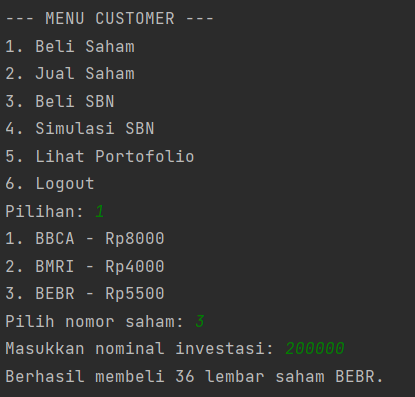 --- MENU CUSTOMER ---
1. Beli Saham
2. Jual Saham
3. Beli SBN
4. Simulasi SBN
5. Lihat Portofolio
6. Logout
Pilihan: 1
1. BBCA - Rp8000
2. BMRI - Rp4000
3. BEBR - Rp5500
Pilih nomor saham: 3
Masukkan nominal investasi: 200000
Berhasil membeli 36 lembar saham BEBR.